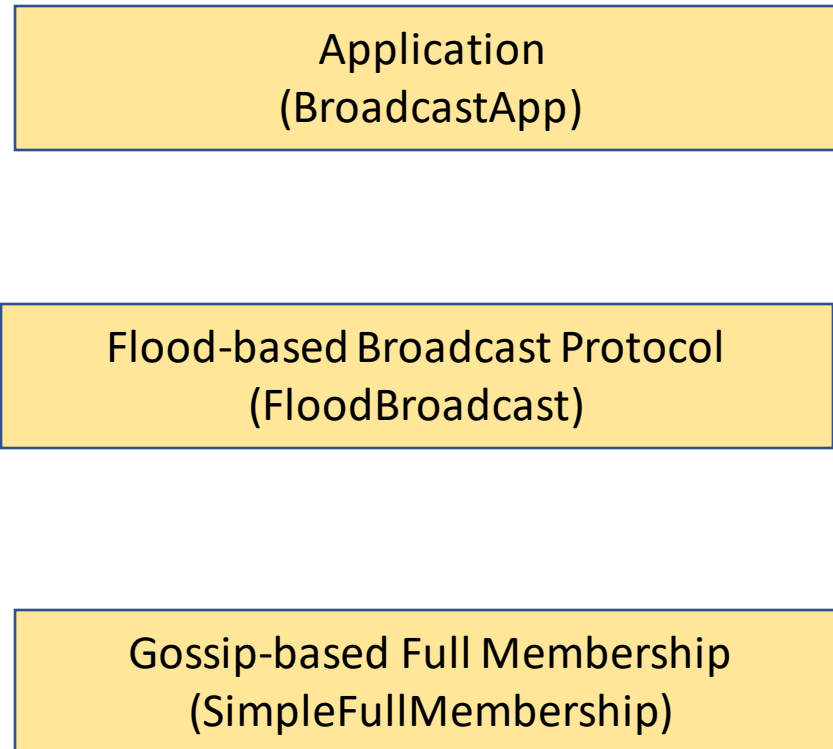 Application
(BroadcastApp)
Flood-based Broadcast Protocol
(FloodBroadcast)
Gossip-based Full Membership
(SimpleFullMembership)